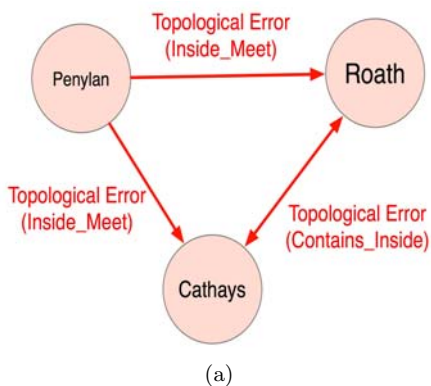 Topological Error
(Inside_Meet)
Penylan
Roath
Topological Error
(Inside_Meet)
Topological Error
(Contains_Inside)
Cathays
(a)